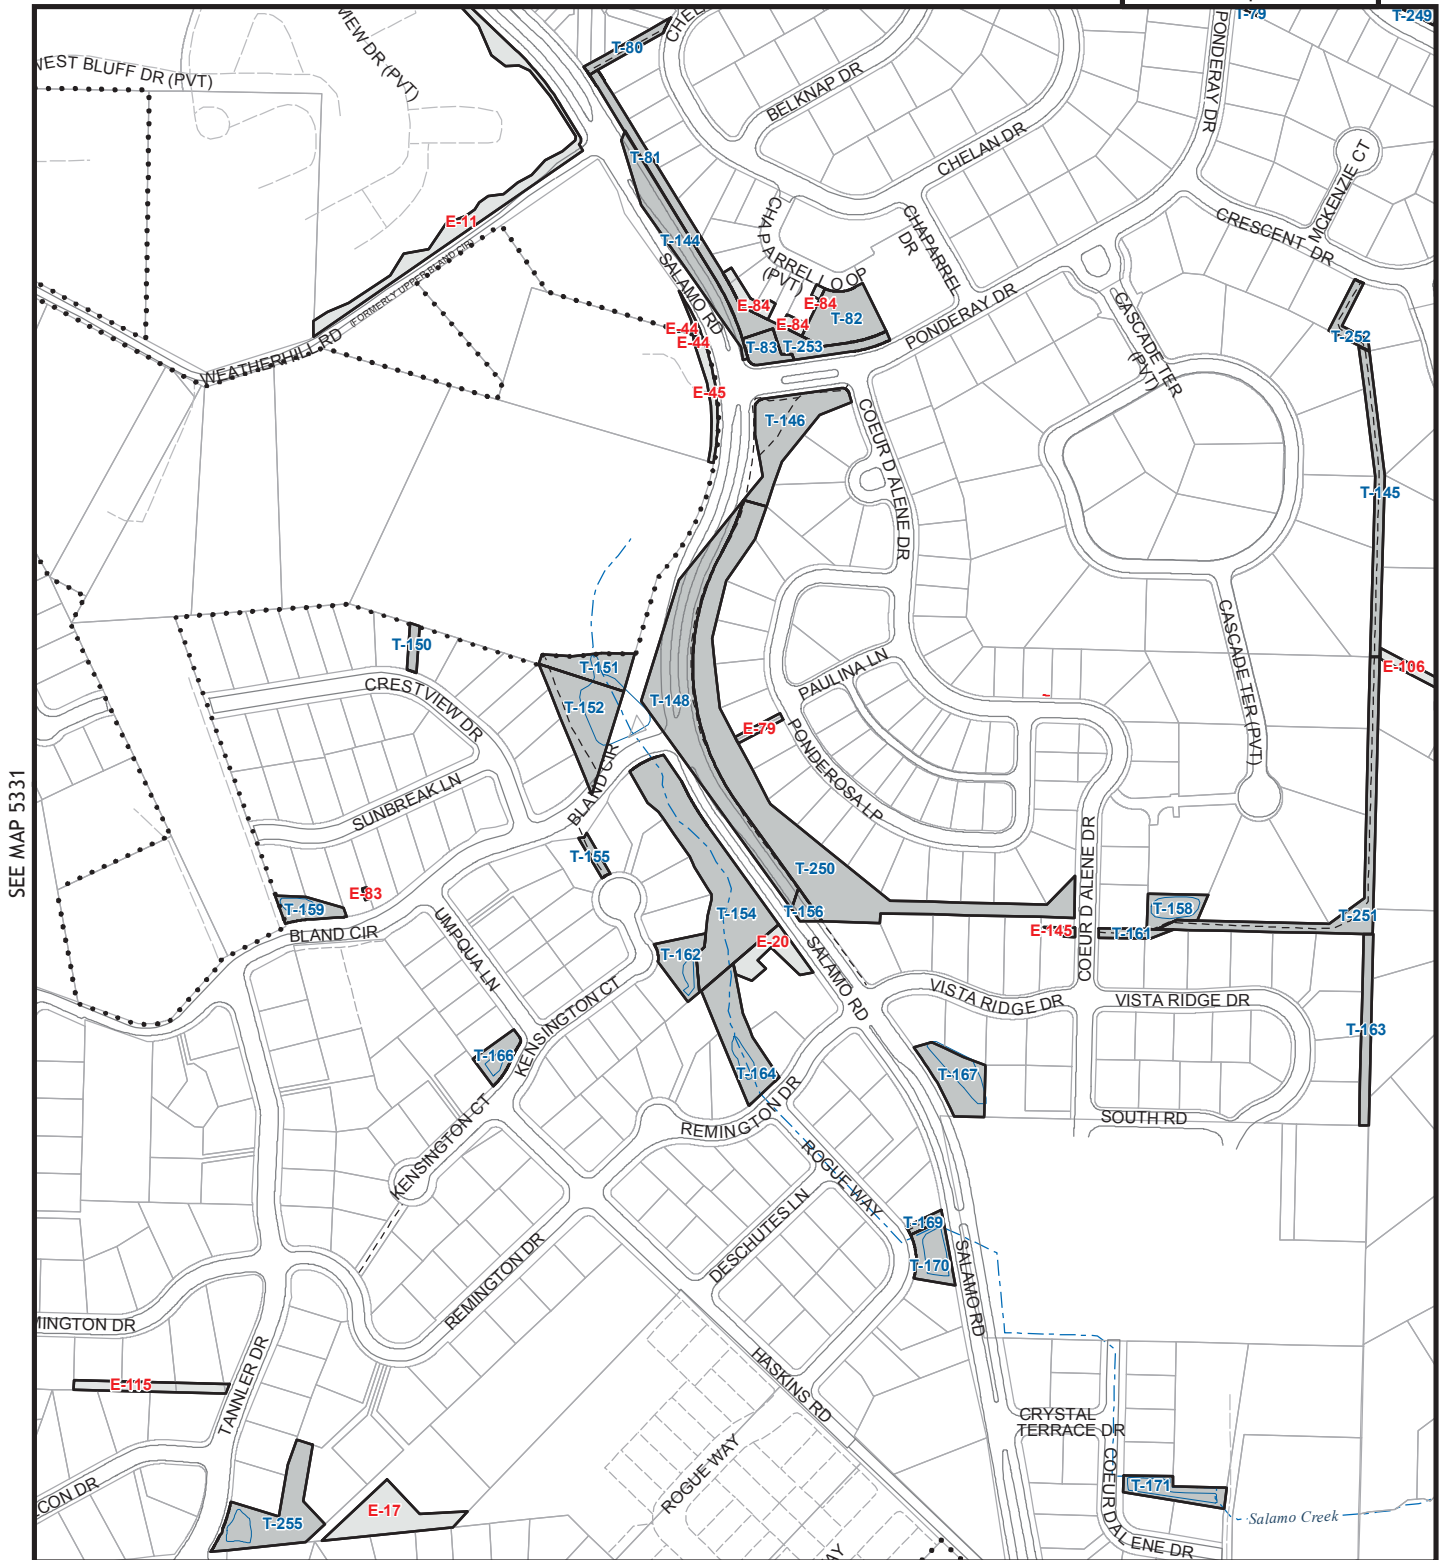 T-79
T-249
CHEL
T-80
VIEW DR (PVT)
WEST BLUFF DR (PVT)
BELKNAP DR
PONDERAY DR
CHELAN DR
MCKENZIE CT
T-81
E-11
(FORMERLY UPPER BLAND CIR)
WEATHERHILL RD
T-144
SALAMO RD
CHAPARREL LOOP
(PVT)
CHAPARREL
DR
CRESCENT DR
E-84
E-84
E-84
T-82
T-83
T-253
PONDERAY DR
CASCADE TER
(PVT)
T-252
E-44
E-44
E-45
T-146
COEUR D ALENE DR
T-145
T-150
T-151
T-152
T-148
CRESTVIEW DR
PAULINA LN
CASCADE TER (PVT)
E-106
E-79
PONDEROSA LP
SUNBREAK LN
BLAND CIR
SEE MAP 5331
T-155
T-250
COEUR D ALENE DR
E-83
T-159
BLAND CIR
UMPQUA LN
T-154
T-156
T-158
T-251
E-145
T-161
E-20
T-162
SALAMO RD
KENSINGTON CT
VISTA RIDGE DR
VISTA RIDGE DR
T-163
T-166
T-164
T-167
KENSINGTON CT
REMINGTON DR
SOUTH RD
ROGUE WAY
DESCHUTES LN
T-169
T-170
SALAMO RD
REMINGTON DR
MINGTON DR
TANNLER DR
E-115
HASKINS RD
CRYSTAL
TERRACE DR
ROGUE WAY
COEUR D ALENE DR
CON DR
T-255
E-17
T-171
Salamo Creek
AY